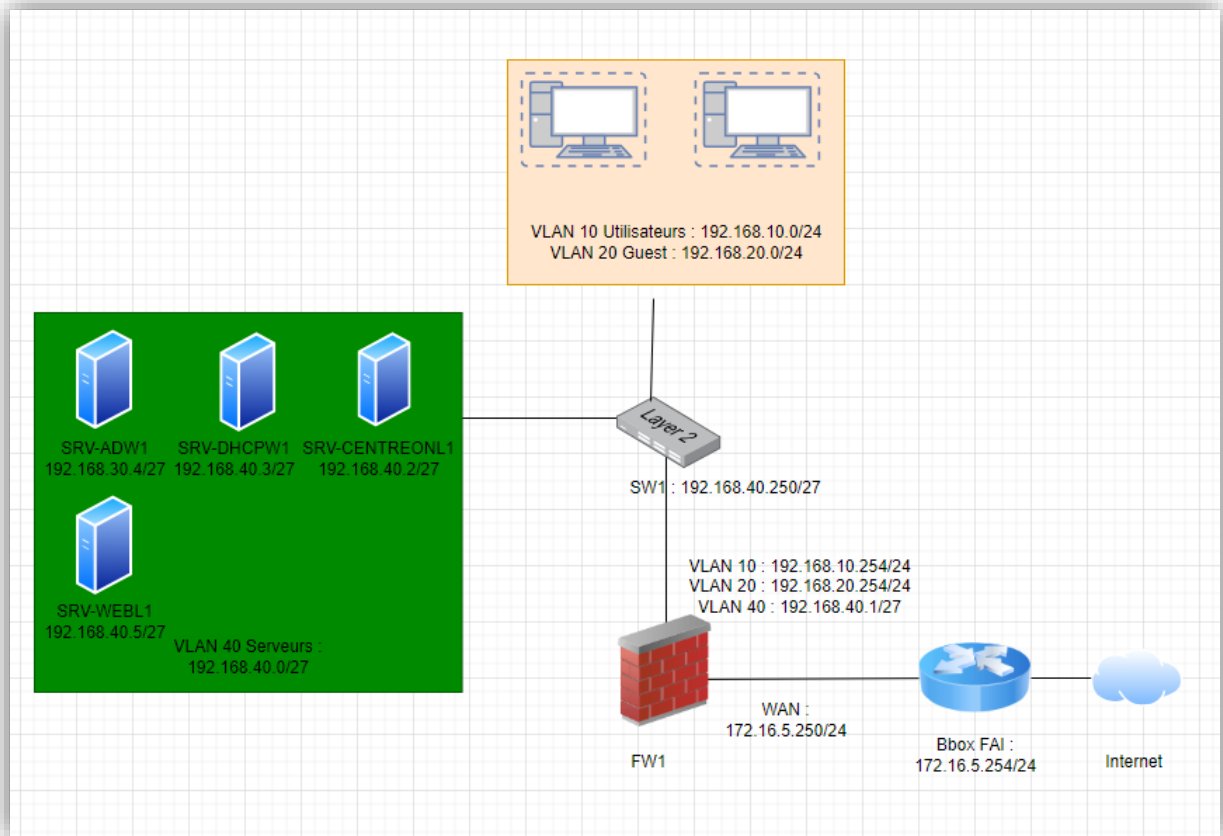 VLAN 10 Utilisateurs : 192.168.10.0/24
VLAN 20 Guest : 192.168.20.0/24
SRV-ADW1
192.168.30.4/27
SRV-DHCPW1
192.168.40.3/27
SRV-CENTREONL1
192.168.40.2/27
SRV-WEBL1
192.168.40.5/27
VLAN 40 Serveurs :
192.168.40.0/27
Layer 2
SW1 : 192.168.40.250/27
VLAN 10 : 192.168.10.254/24
VLAN 20 : 192.168.20.254/24
VLAN 40 : 192.168.40.1/27
FW1
WAN :
172.16.5.250/24
Bbox FAI :
172.16.5.254/24
Internet